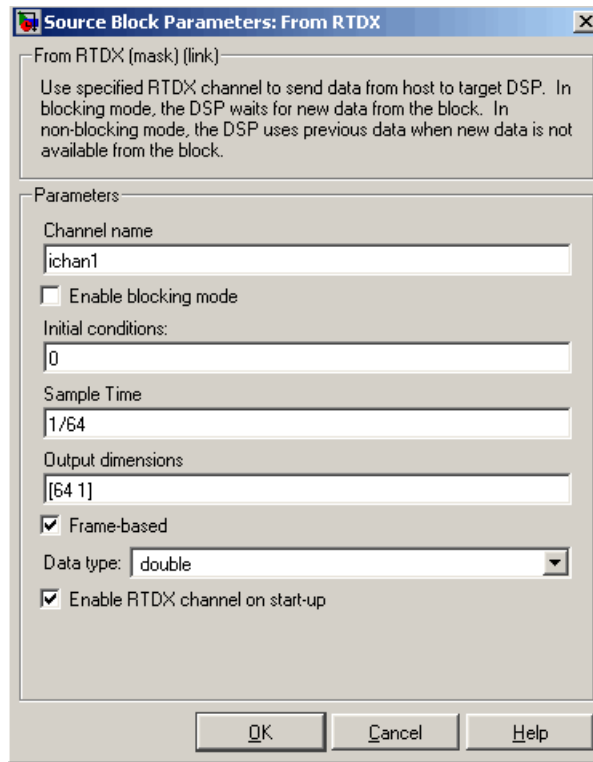 Source Block Parameters: From RTDX
From RTDX (mask) (link)
Use specified RTDX channel to send data from host to target DSP. In
blocking mode, the DSP waits for new data from the block. In
non-blocking mode, the DSP uses previous data when new data is not
available from the block.
Parameters
Channel name
ichan1
Enable blocking mode
Initial conditions:
0
Sample Time
1/64
Output dimensions
[64 1]
Frame-based
Data type: double
Enable RTDX channel on start-up
OK Cancel Help